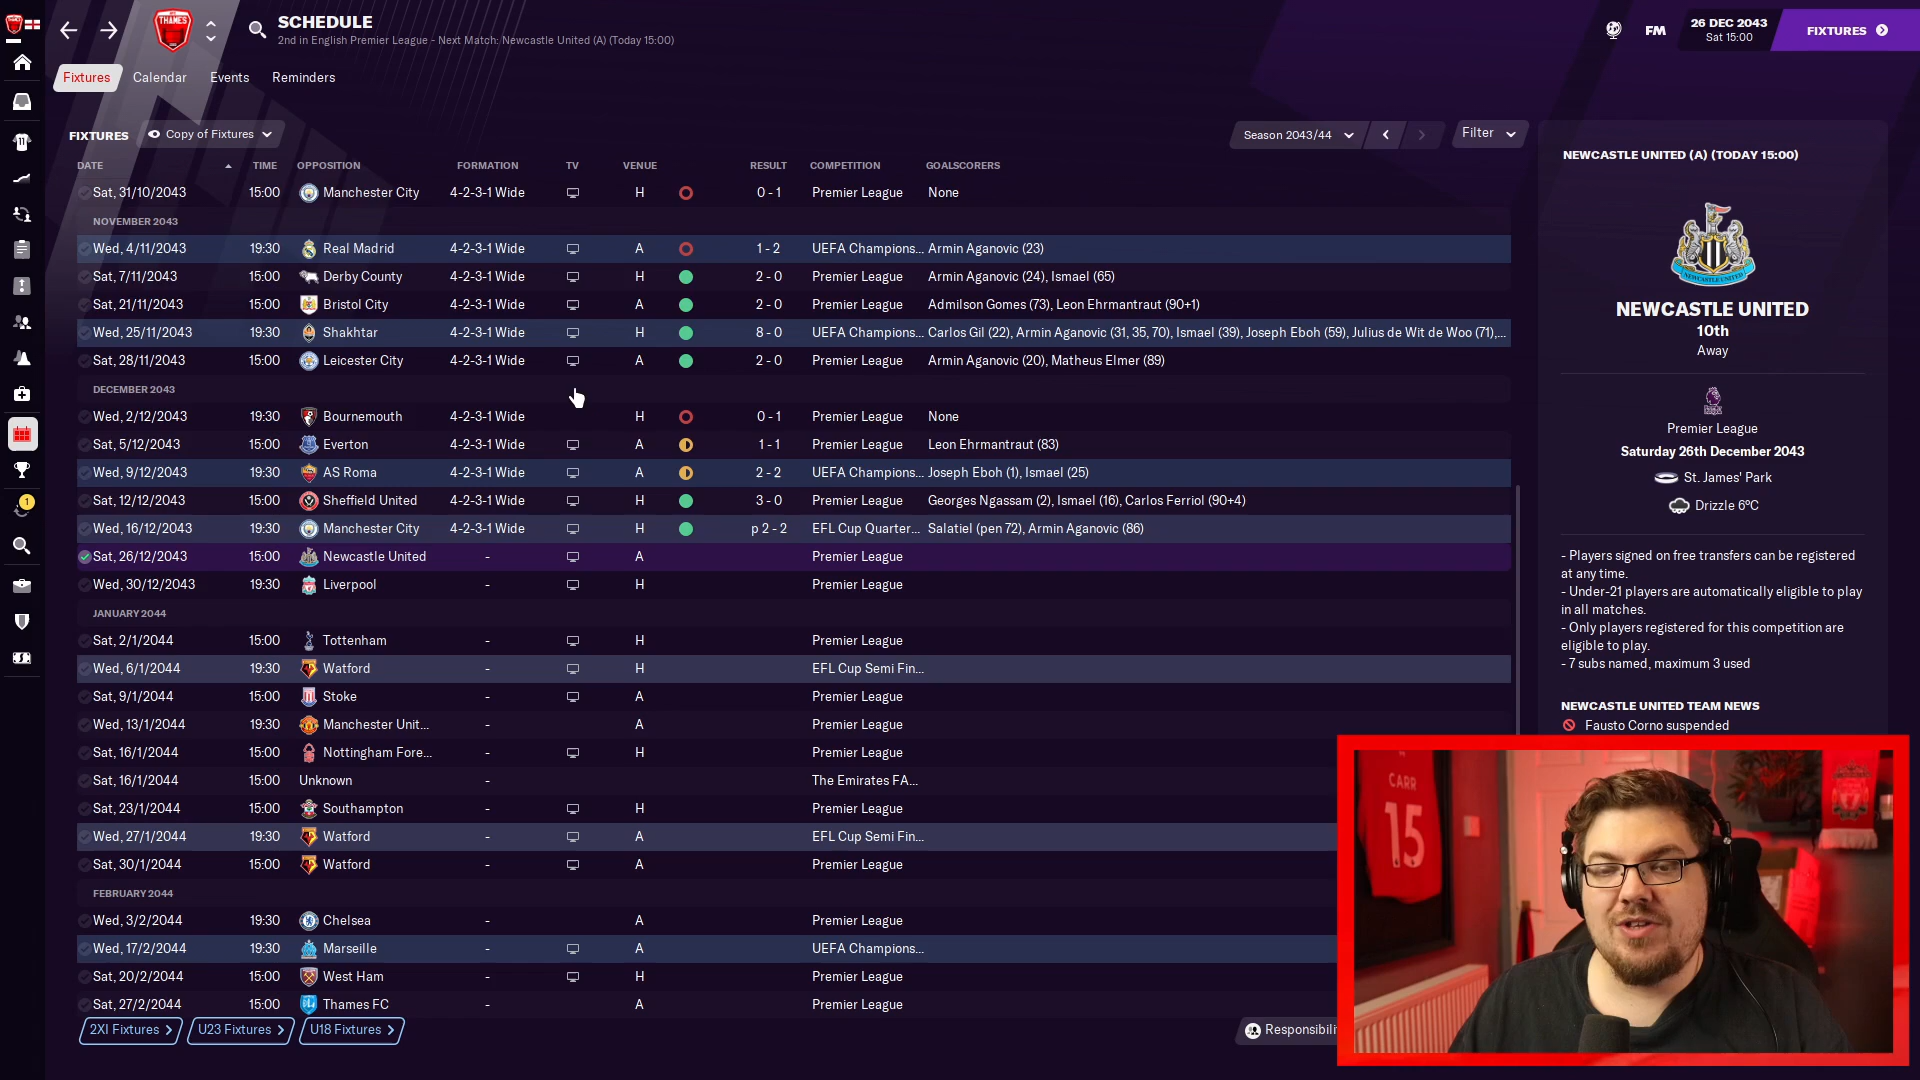 THAMES
SCHEDULE
2nd in English Premier League - Next Match: Newcastle United (A) (Today 15:00)
FM
26 DEC 2043
Sat 15:00
FIXTURES
Fixtures Calendar Events Reminders
FIXTURES Copy of Fixtures
Season 2043/44
Filter
DATE TIME OPPOSITION FORMATION TV VENUE RESULT COMPETITION GOALSCORERS
Sat, 31/10/2043 15:00 Manchester City 4-2-3-1 Wide H 0 - 1 Premier League None
NOVEMBER 2043
Wed, 4/11/2043 19:30 Real Madrid 4-2-3-1 Wide A 1 - 2 UEFA Champions... Armin Aganovic (23)
Sat, 7/11/2043 15:00 Derby County 4-2-3-1 Wide H 2 - 0 Premier League Armin Aganovic (24), Ismael (65)
Sat, 21/11/2043 15:00 Bristol City 4-2-3-1 Wide A 2 - 0 Premier League Admilson Gomes (73), Leon Ehrmantraut (90+1)
Wed, 25/11/2043 19:30 Shakhtar 4-2-3-1 Wide H 8 - 0 UEFA Champions... Carlos Gil (22), Armin Aganovic (31, 35, 70), Ismael (39), Joseph Eboh (59), Julius de Wit de Woo (71),...
Sat, 28/11/2043 15:00 Leicester City 4-2-3-1 Wide A 2 - 0 Premier League Armin Aganovic (20), Matheus Elmer (89)
DECEMBER 2043
Wed, 2/12/2043 19:30 Bournemouth 4-2-3-1 Wide H 0 - 1 Premier League None
Sat, 5/12/2043 15:00 Everton 4-2-3-1 Wide A 1 - 1 Premier League Leon Ehrmantraut (83)
Wed, 9/12/2043 19:30 AS Roma 4-2-3-1 Wide A 2 - 2 UEFA Champions... Joseph Eboh (1), Ismael (25)
Sat, 12/12/2043 15:00 Sheffield United 4-2-3-1 Wide H 3 - 0 Premier League Georges Ngassam (2), Ismael (16), Carlos Ferriol (90+4)
Wed, 16/12/2043 19:30 Manchester City 4-2-3-1 Wide H p 2 - 2 EFL Cup Quarter... Salatiel (pen 72), Armin Aganovic (86)
Sat, 26/12/2043 15:00 Newcastle United - A Premier League
Wed, 30/12/2043 19:30 Liverpool - H Premier League
JANUARY 2044
Sat, 2/1/2044 15:00 Tottenham - H Premier League
Wed, 6/1/2044 19:30 Watford - H EFL Cup Semi Fin...
Sat, 9/1/2044 15:00 Stoke - A Premier League
Wed, 13/1/2044 19:30 Manchester Unit... - A Premier League
Sat, 16/1/2044 15:00 Nottingham Fore... - H Premier League
Sat, 16/1/2044 15:00 Unknown - The Emirates FA...
Sat, 23/1/2044 15:00 Southampton - H Premier League
Wed, 27/1/2044 19:30 Watford - A EFL Cup Semi Fin...
Sat, 30/1/2044 15:00 Watford - A Premier League
FEBRUARY 2044
Wed, 3/2/2044 19:30 Chelsea - A Premier League
Wed, 17/2/2044 19:30 Marseille - A UEFA Champions...
Sat, 20/2/2044 15:00 West Ham - H Premier League
Sat, 27/2/2044 15:00 Thames FC - A Premier League
2XI Fixtures U23 Fixtures U18 Fixtures
Responsibili
NEWCASTLE UNITED (A) (TODAY 15:00)
NEWCASTLE UNITED
10th
Away
Premier League
Saturday 26th December 2043
St. James' Park
Drizzle 6ºC
- Players signed on free transfers can be registered
at any time.
- Under-21 players are automatically eligible to play
in all matches.
- Only players registered for this competition are
eligible to play.
- 7 subs named, maximum 3 used
NEWCASTLE UNITED TEAM NEWS
Fausto Corno suspended
CARR
15
1